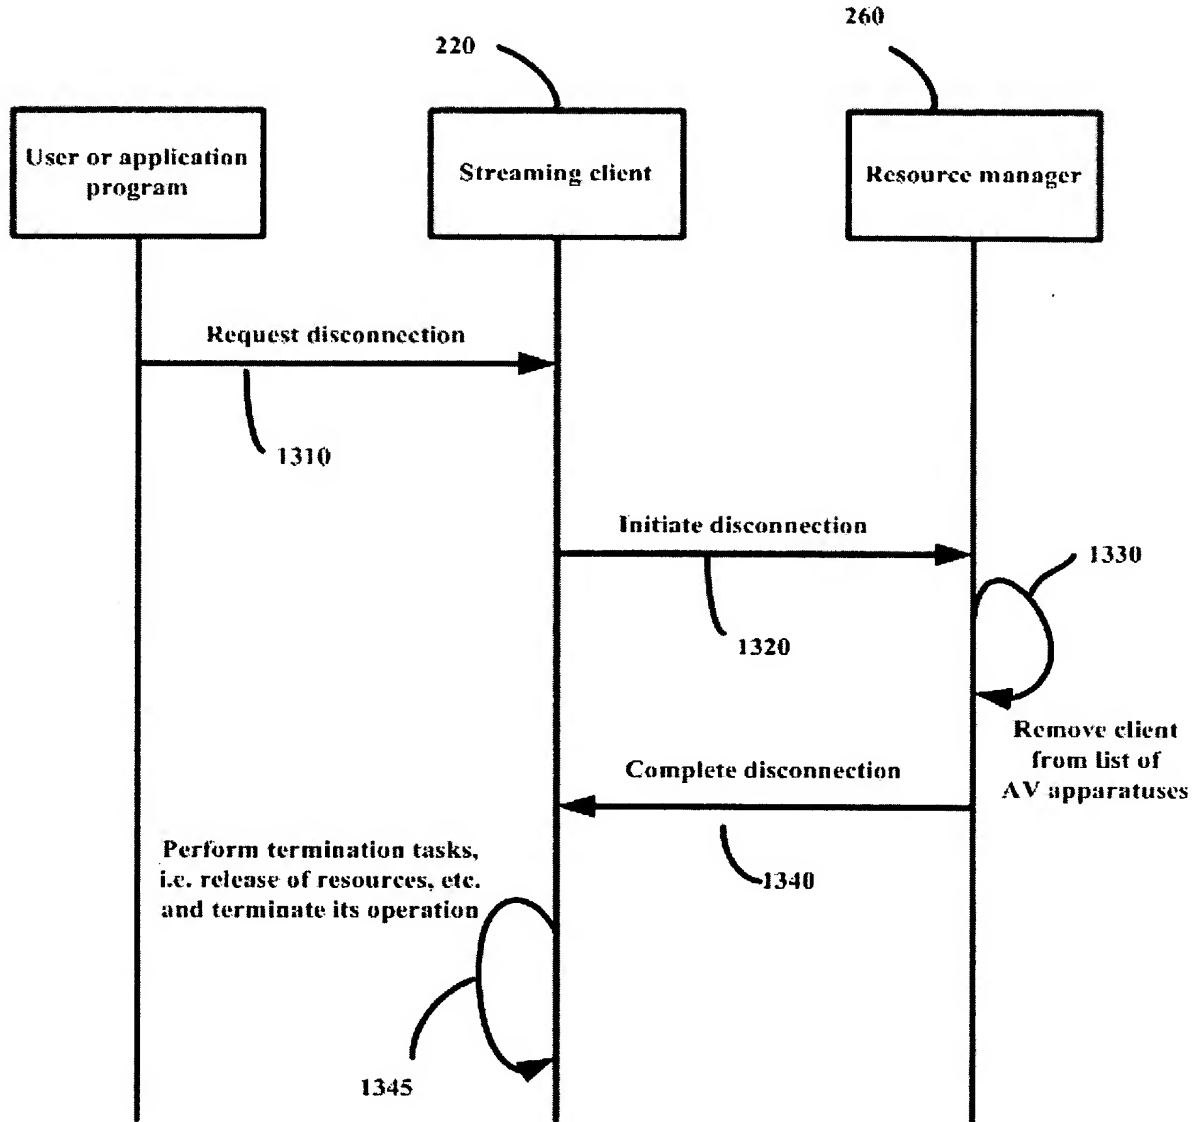 220
260
User or application
program
Streaming client
Resource manager
Request disconnection
1310
Initiate disconnection
1320
1330
Remove client
from list of
AV apparatuses
Complete disconnection
1340
Perform termination tasks,
i.e. release of resources, etc.
and terminate its operation
1345